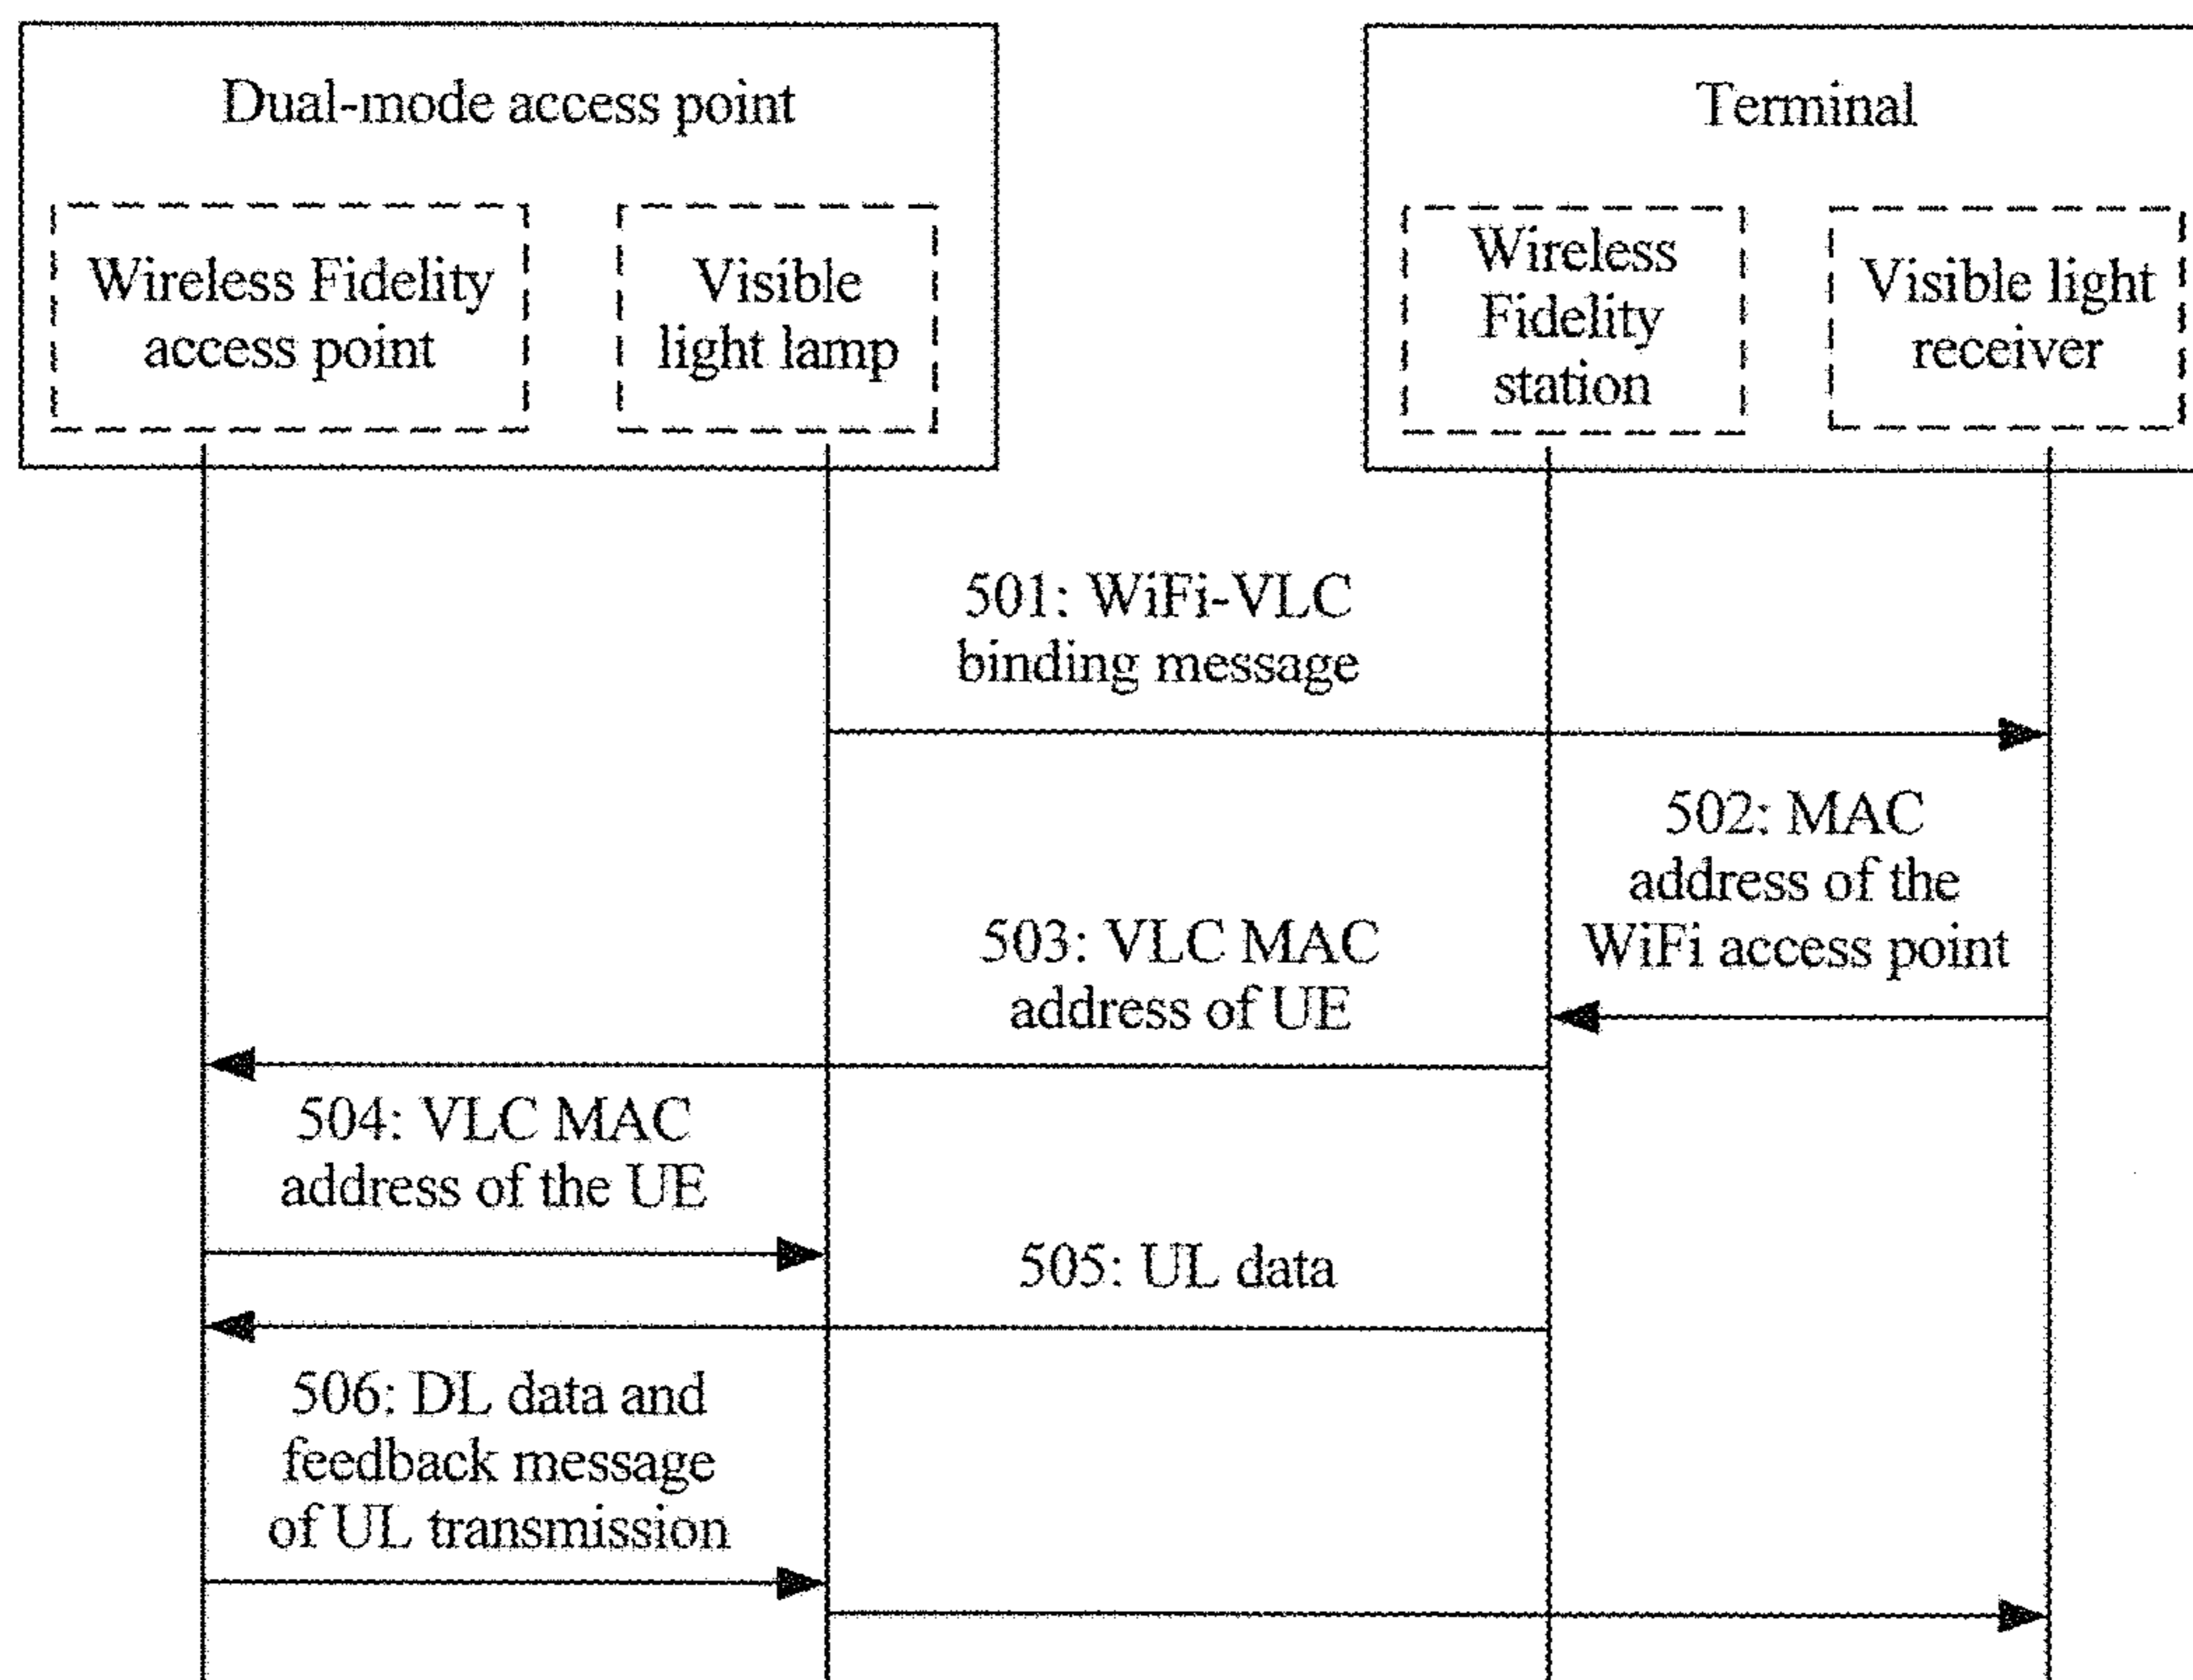 Dual-mode access point
Wireless Fidelity
access point
Visible
light lamp
Terminal
Wireless
Fidelity
station
Visible light
receiver
501: WiFi-VLC
binding message
502: MAC
address of the
WiFi access point
503: VLC MAC
address of UE
504: VLC MAC
address of the UE
505: UL data
506: DL data and
feedback message
of UL transmission